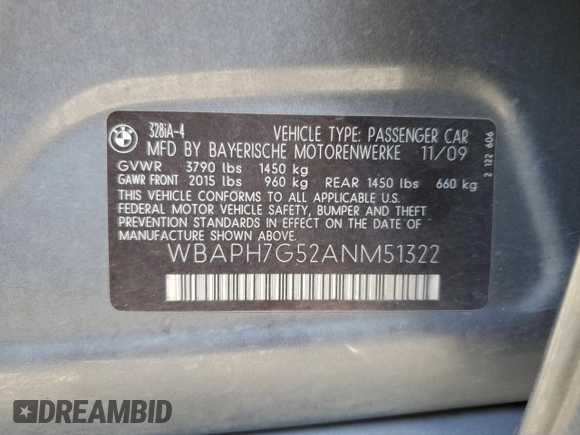 BMW
328iA-4 VEHICLE TYPE: PASSENGER CAR
MFD BY BAYERISCHE MOTORENWERKE 11/09
GVWR 3790 lbs 1450 kg
GAWR FRONT 2015 lbs 960 kg REAR 1450 lbs 660 kg
THIS VEHICLE CONFORMS TO ALL APPLICABLE U.S.
FEDERAL MOTOR VEHICLE SAFETY, BUMPER AND THEFT
PREVENTION STANDARDS IN EFFECT ON THE DATE OF
MANUFACTURE SHOWN ABOVE.
WBAPH7G52ANM51322
2 122 606
DREAMBID